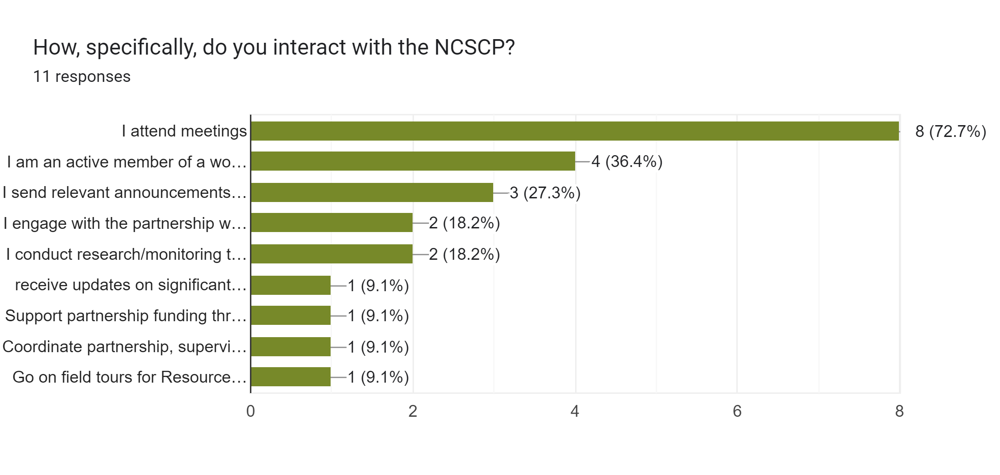 How, specifically, do you interact with the NCSCP?
11 responses
I attend meetings 8 (72.7%)
I am an active member of a wo… 4 (36.4%)
I send relevant announcements… 3 (27.3%)
I engage with the partnership w… 2 (18.2%)
I conduct research/monitoring t… 2 (18.2%)
receive updates on significant… 1 (9.1%)
Support partnership funding thr… 1 (9.1%)
Coordinate partnership, supervi… 1 (9.1%)
Go on field tours for Resource… 1 (9.1%)
0 2 4 6 8